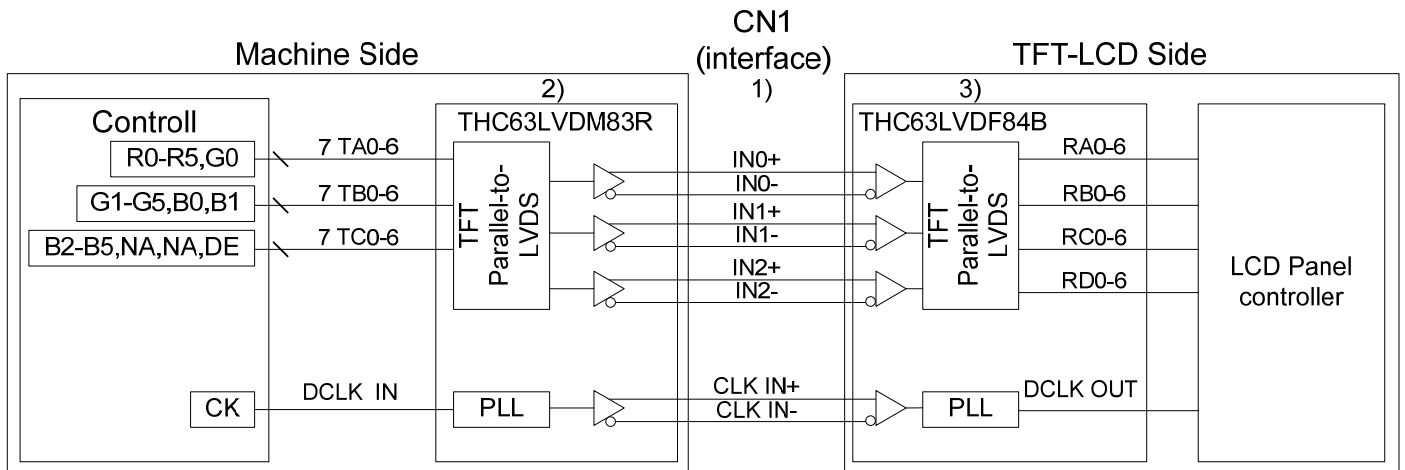 CN1
(interface)
1)
Machine Side
TFT-LCD Side
2)
3)
Controll
THC63LVDM83R
THC63LVDF84B
R0-R5,G0
7 TA0-6
G1-G5,B0,B1
7 TB0-6
B2-B5,NA,NA,DE
7 TC0-6
TFT
Parallel-to-
LVDS
IN0+
IN0-
IN1+
IN1-
IN2+
IN2-
TFT
Parallel-to-
LVDS
RA0-6
RB0-6
RC0-6
RD0-6
LCD Panel
controller
CK
DCLK IN
PLL
CLK IN+
CLK IN-
PLL
DCLK OUT